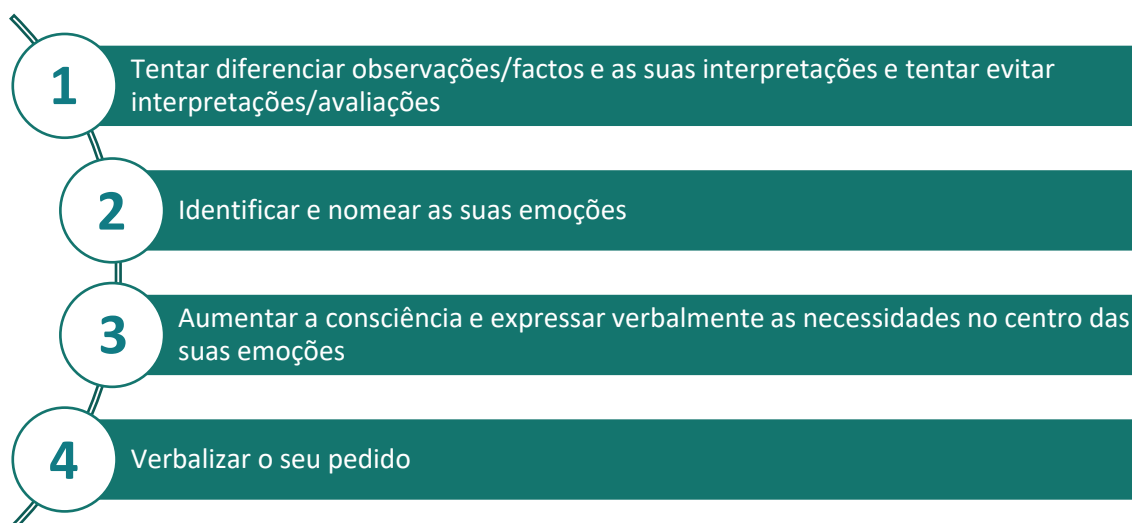 1
Tentar diferenciar observações/factos e as suas interpretações e tentar evitar
interpretações/avaliações
2
Identificar e nomear as suas emoções
3
Aumentar a consciência e expressar verbalmente as necessidades no centro das
suas emoções
4
Verbalizar o seu pedido